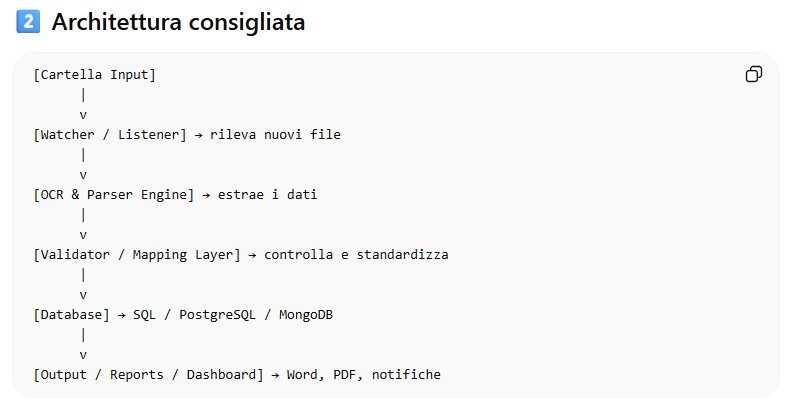 2️⃣ Architettura consigliata
[Cartella Input]
|
v
[Watcher / Listener] → rileva nuovi file
|
v
[OCR & Parser Engine] → estrae i dati
|
v
[Validator / Mapping Layer] → controlla e standardizza
|
v
[Database] → SQL / PostgreSQL / MongoDB
|
v
[Output / Reports / Dashboard] → Word, PDF, notifiche